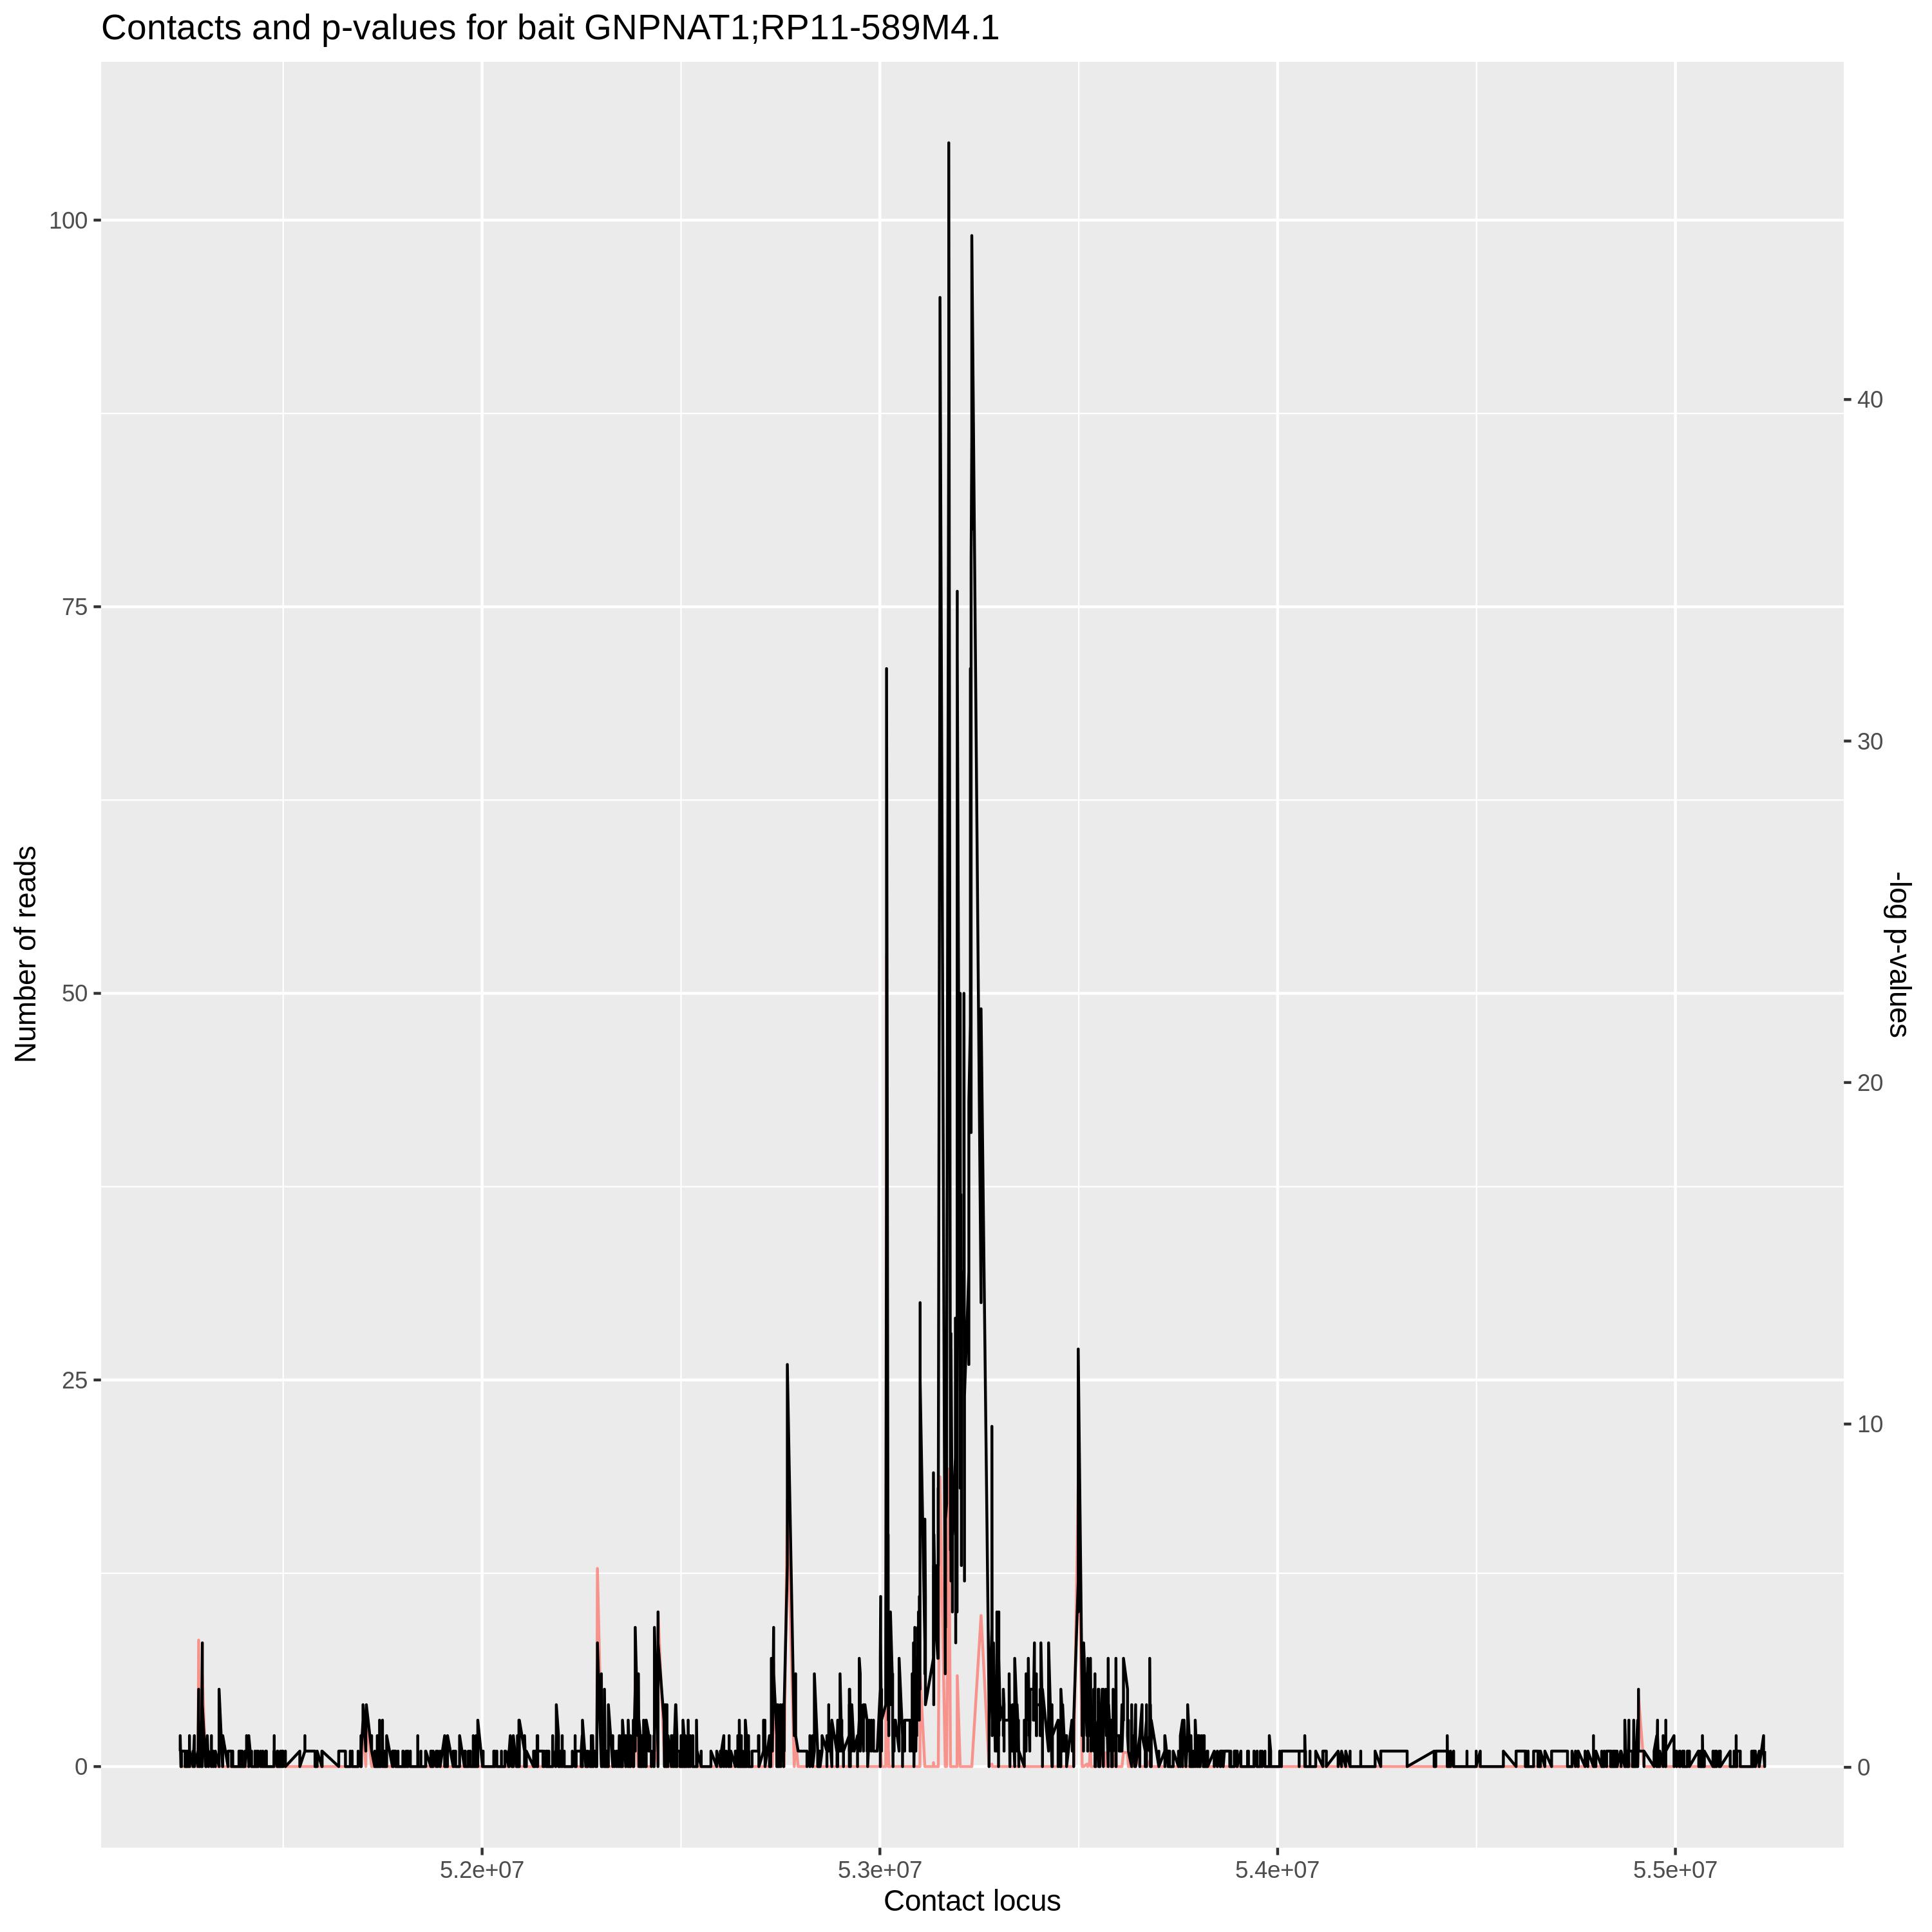 Contacts and p-values for bait GNPNAT1;RP11-589M4.1
100
75
50
25
0
Number of reads
40
30
20
10
0
-log p-values
5.2e+07
5.3e+07
5.4e+07
5.5e+07
Contact locus